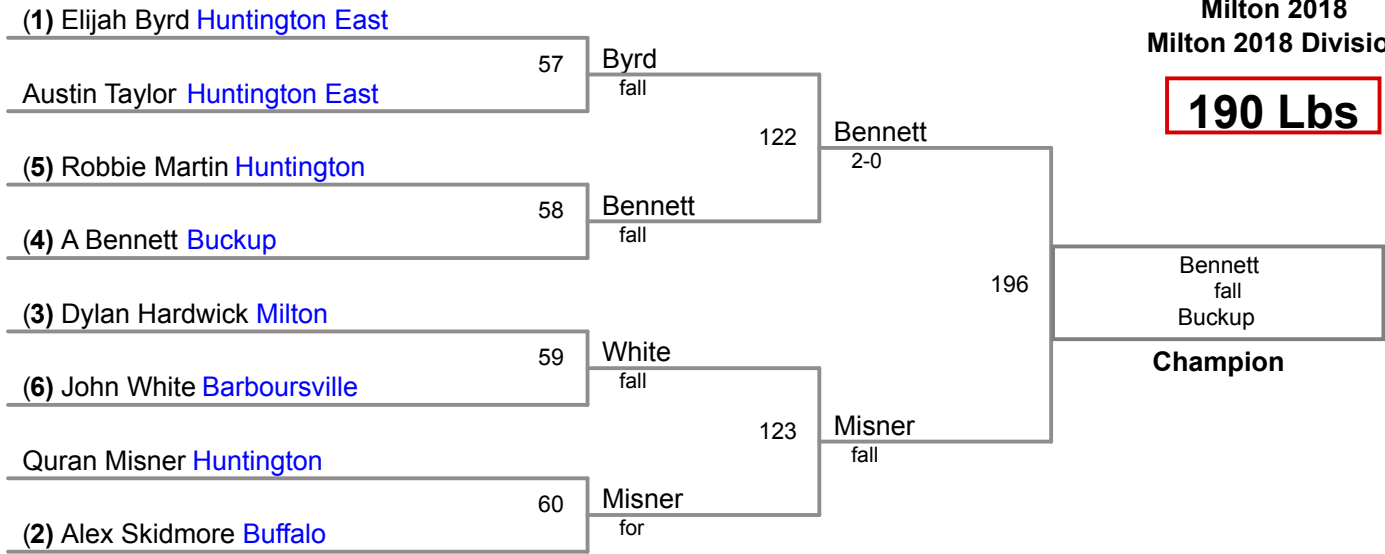 (1) Elijah Byrd Huntington East
Milton 2018
Milton 2018 Divisio
57
Byrd
fall
Austin Taylor Huntington East
190 Lbs
122
Bennett
2-0
(5) Robbie Martin Huntington
58
Bennett
fall
(4) A Bennett Buckup
196
Bennett
fall
Buckup
Champion
(3) Dylan Hardwick Milton
59
White
fall
(6) John White Barboursville
123
Misner
fall
Quran Misner Huntington
60
Misner
for
(2) Alex Skidmore Buffalo